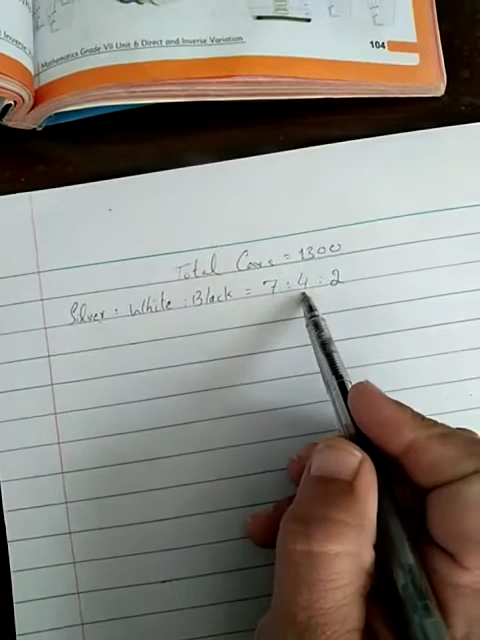 Mathematics Grade VII Unit 6 Direct and Inverse Variation
104
Total Cars = 1300
Silver : White : Black = 7 : 4 : 2